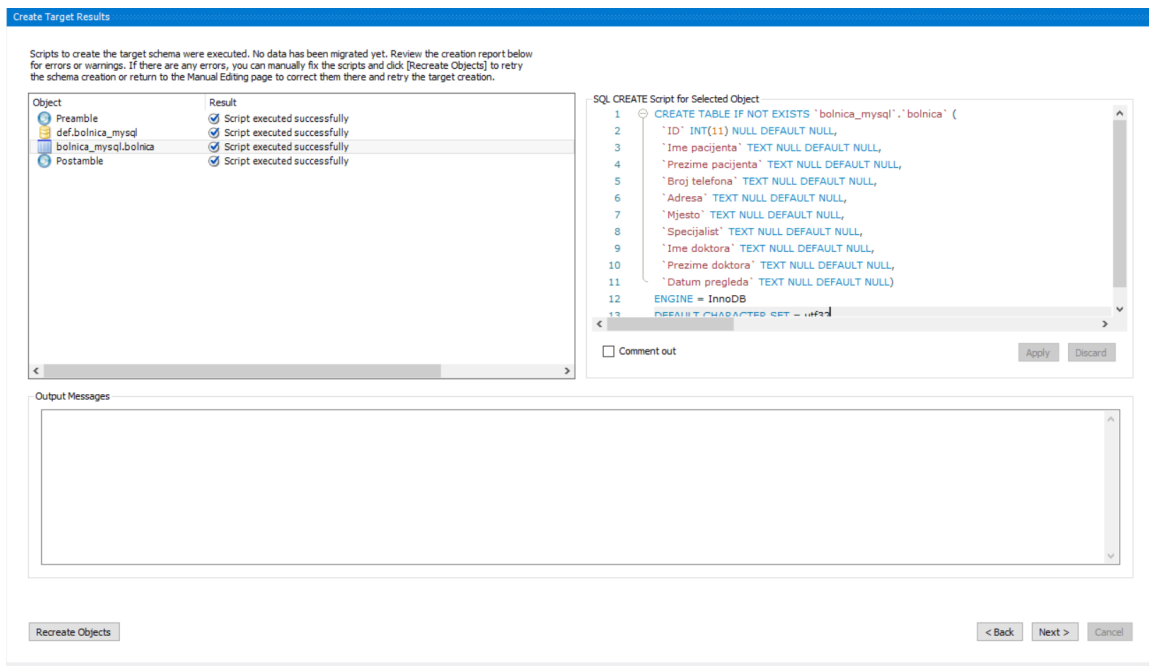 Create Target Results
Scripts to create the target schema were executed. No data has been migrated yet. Review the creation report below
for errors or warnings. If there are any errors, you can manually fix the scripts and click [Recreate Objects] to retry
the schema creation or return to the Manual Editing page to correct them there and retry the target creation.
Object Result
Preamble Script executed successfully
def.bolnica_mysql Script executed successfully
bolnica_mysql.bolnica Script executed successfully
Postamble Script executed successfully
SQL CREATE Script for Selected Object
1 CREATE TABLE IF NOT EXISTS `bolnica_mysql`.`bolnica` (
2 `ID` INT(11) NULL DEFAULT NULL,
3 `Ime pacijenta` TEXT NULL DEFAULT NULL,
4 `Prezime pacijenta` TEXT NULL DEFAULT NULL,
5 `Broj telefona` TEXT NULL DEFAULT NULL,
6 `Adresa` TEXT NULL DEFAULT NULL,
7 `Mjesto` TEXT NULL DEFAULT NULL,
8 `Specijalist` TEXT NULL DEFAULT NULL,
9 `Ime doktora` TEXT NULL DEFAULT NULL,
10 `Prezime doktora` TEXT NULL DEFAULT NULL,
11 `Datum pregleda` TEXT NULL DEFAULT NULL)
12 ENGINE = InnoDB
13 DEFAULT CHARACTER SET = utf32
Comment out
Apply Discard
Output Messages
Recreate Objects
< Back Next > Cancel